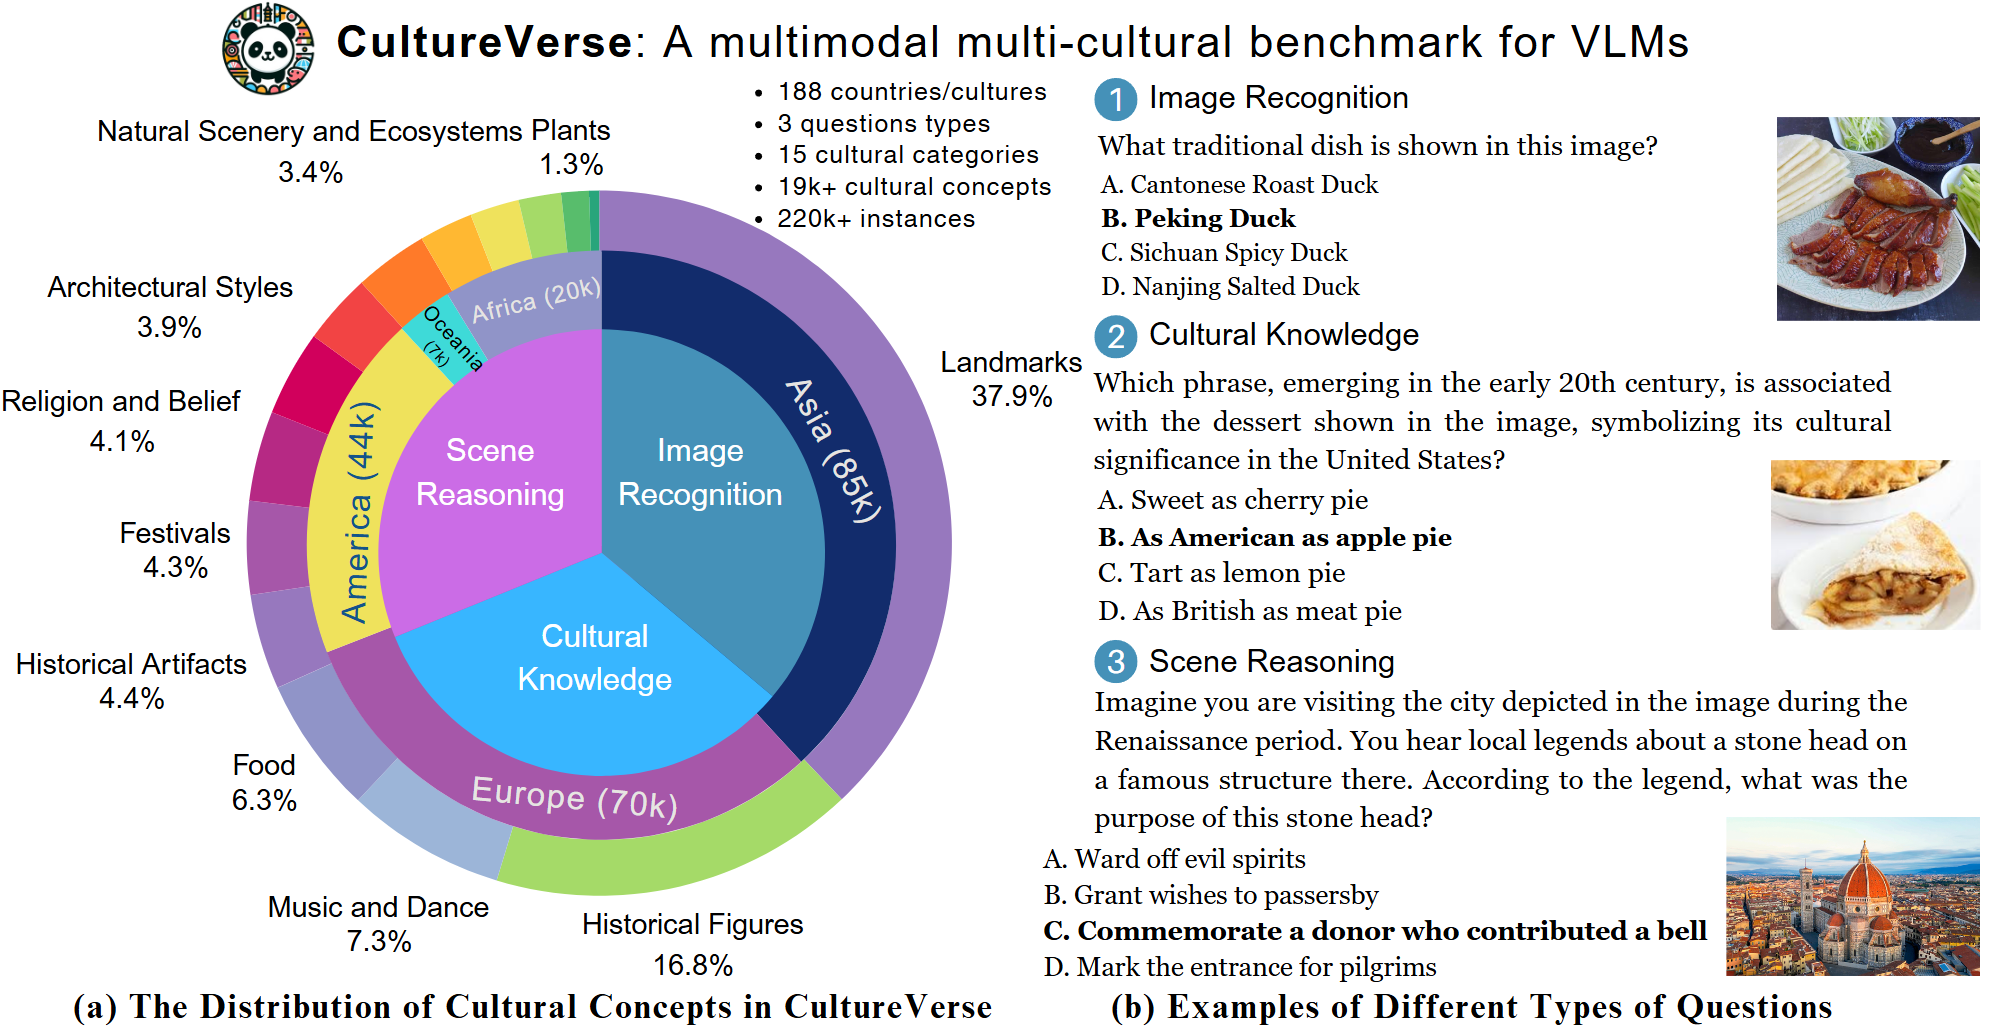 CultureVerse: A multimodal multi-cultural benchmark for VLMs
• 188 countries/cultures
• 3 questions types
• 15 cultural categories
• 19k+ cultural concepts
• 220k+ instances
Natural Scenery and Ecosystems
3.4%
Plants
1.3%
Architectural Styles
3.9%
Religion and Belief
4.1%
Festivals
4.3%
Historical Artifacts
4.4%
Food
6.3%
Music and Dance
7.3%
Historical Figures
16.8%
Landmarks
37.9%
Africa (20k)
Oceania
(7k)
America (44k)
Asia (85k)
Europe (70k)
Scene
Reasoning
Image
Recognition
Cultural
Knowledge
(a) The Distribution of Cultural Concepts in CultureVerse
1 Image Recognition
What traditional dish is shown in this image?
A. Cantonese Roast Duck
B. Peking Duck
C. Sichuan Spicy Duck
D. Nanjing Salted Duck
2 Cultural Knowledge
Which phrase, emerging in the early 20th century, is associated
with the dessert shown in the image, symbolizing its cultural
significance in the United States?
A. Sweet as cherry pie
B. As American as apple pie
C. Tart as lemon pie
D. As British as meat pie
3 Scene Reasoning
Imagine you are visiting the city depicted in the image during the
Renaissance period. You hear local legends about a stone head on
a famous structure there. According to the legend, what was the
purpose of this stone head?
A. Ward off evil spirits
B. Grant wishes to passersby
C. Commemorate a donor who contributed a bell
D. Mark the entrance for pilgrims
(b) Examples of Different Types of Questions